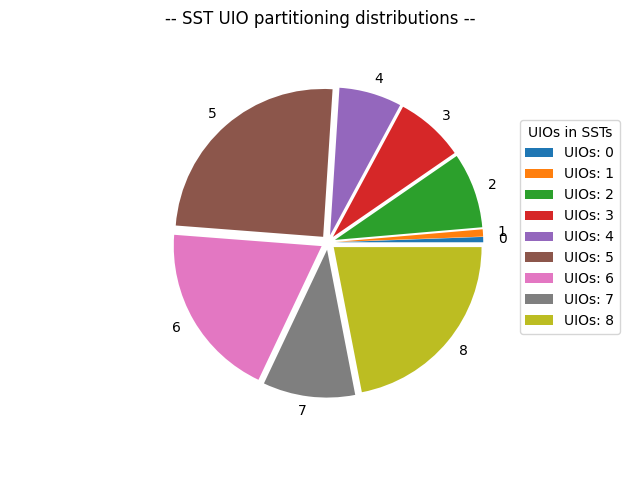 -- SST UIO partitioning distributions --
4
5
3
2
1
0
6
8
7
UIOs in SSTs
UIOs: 0
UIOs: 1
UIOs: 2
UIOs: 3
UIOs: 4
UIOs: 5
UIOs: 6
UIOs: 7
UIOs: 8